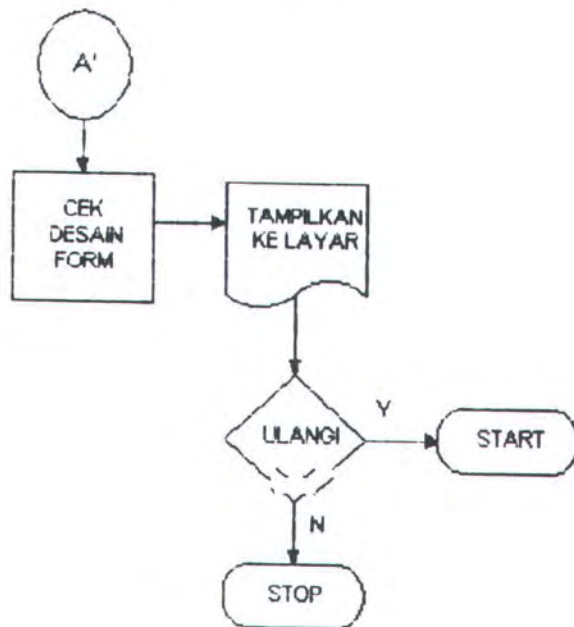 A'
CEK
DESAIN
FORM
TAMPILKAN
KE LAYAR
ULANGI
Y
START
N
STOP